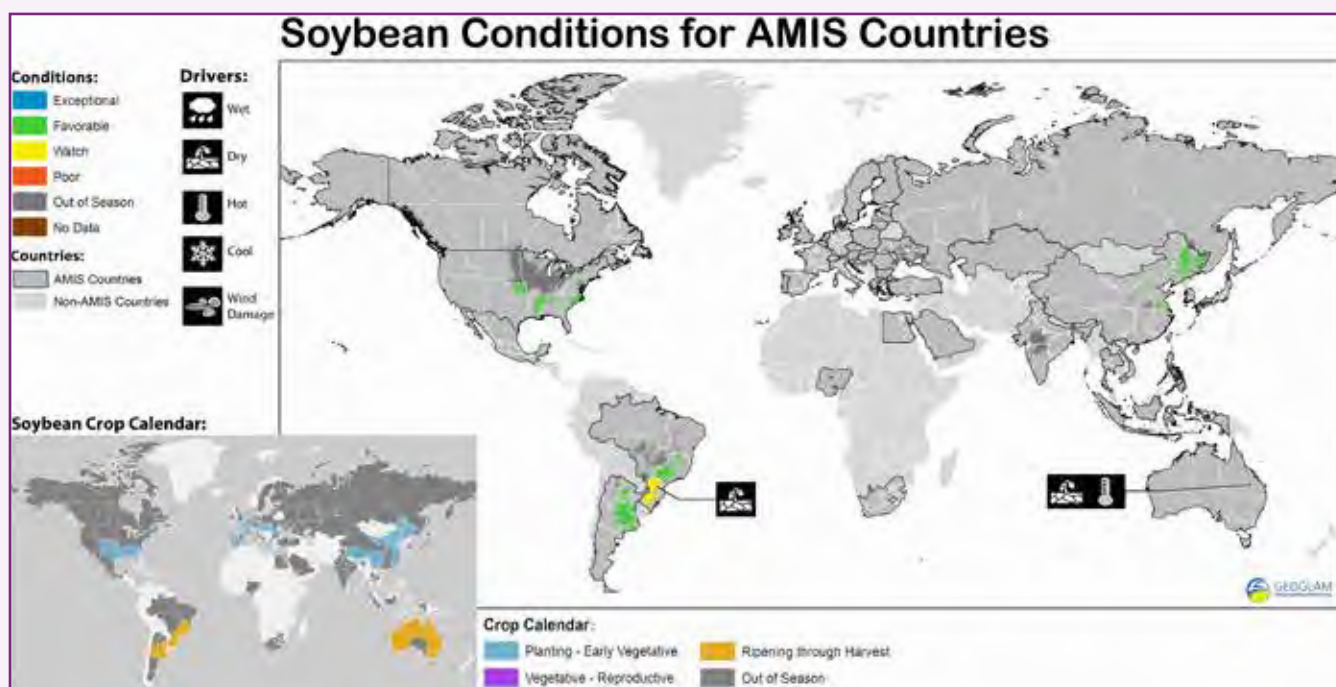 Soybean Conditions for AMIS Countries
Conditions:
Exceptional
Favorable
Watch
Poor
Out of Season
No Data
Countries:
AMIS Countries
Non-AMIS Countries
Drivers:
Wet
Dry
Hot
Cool
Wind
Damage
Soybean Crop Calendar:
GEOGLAM
Crop Calendar:
Planting - Early Vegetative
Vegetative - Reproductive
Ripening through Harvest
Out of Season